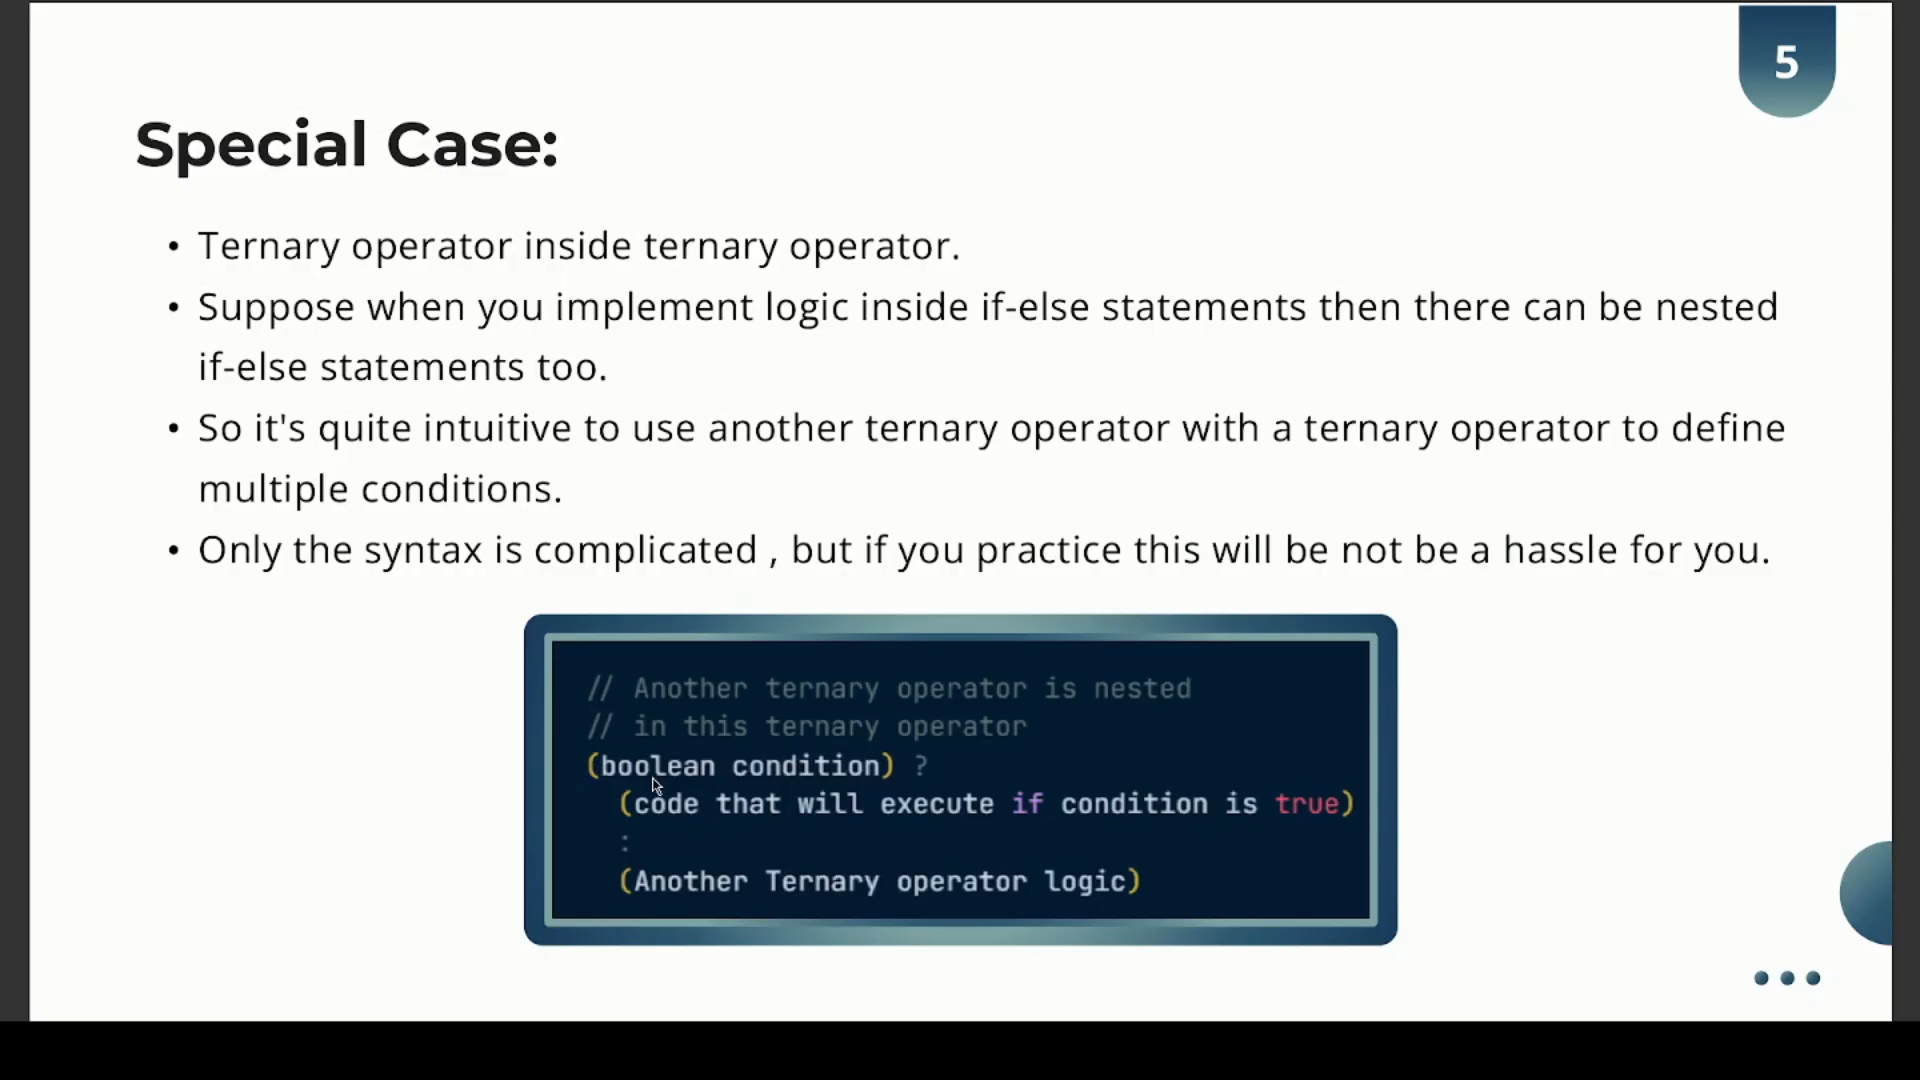 5
Special Case:
• Ternary operator inside ternary operator.
• Suppose when you implement logic inside if-else statements then there can be nested
if-else statements too.
• So it's quite intuitive to use another ternary operator with a ternary operator to define
multiple conditions.
• Only the syntax is complicated , but if you practice this will be not be a hassle for you.
// Another ternary operator is nested
// in this ternary operator
(boolean condition) ?
(code that will execute if condition is true)
:
(Another Ternary operator logic)